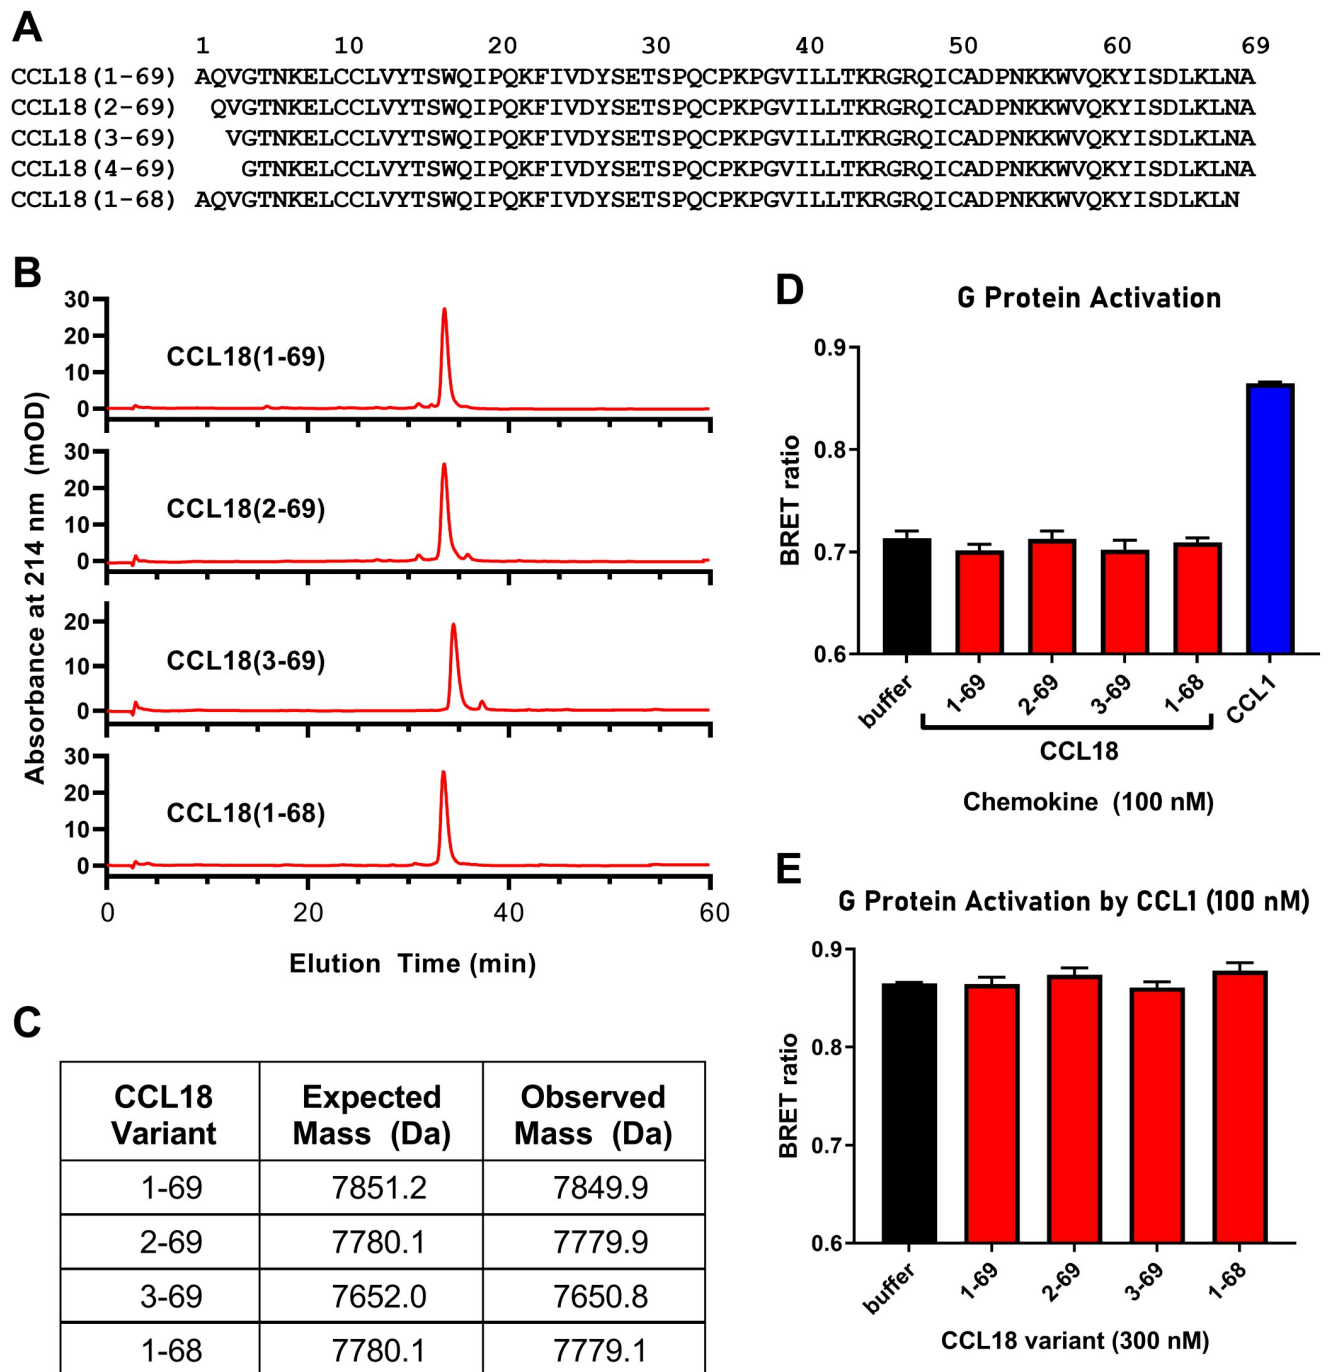 A
1 10 20 30 40 50 60 69
CCL18(1-69) AQVGTNKELCCLVYTSWQIPQKFIVDYSETSPQCPKPGVILLTKRGRQICADPNKKWVQKYISDLKLNA
CCL18(2-69) QVGTNKELCCLVYTSWQIPQKFIVDYSETSPQCPKPGVILLTKRGRQICADPNKKWVQKYISDLKLNA
CCL18(3-69) VGTNKELCCLVYTSWQIPQKFIVDYSETSPQCPKPGVILLTKRGRQICADPNKKWVQKYISDLKLNA
CCL18(4-69) GTNKELCCLVYTSWQIPQKFIVDYSETSPQCPKPGVILLTKRGRQICADPNKKWVQKYISDLKLNA
CCL18(1-68) AQVGTNKELCCLVYTSWQIPQKFIVDYSETSPQCPKPGVILLTKRGRQICADPNKKWVQKYISDLKLN
B
Absorbance at 214 nm (mOD)
30
20
10
0
CCL18(1-69)
30
20
10
0
CCL18(2-69)
20
10
0
CCL18(3-69)
30
20
10
0
CCL18(1-68)
0 20 40 60
Elution Time (min)
C
CCL18 Variant Expected Mass (Da) Observed Mass (Da)
1-69 7851.2 7849.9
2-69 7780.1 7779.9
3-69 7652.0 7650.8
1-68 7780.1 7779.1
D
G Protein Activation
BRET ratio
0.9
0.8
0.7
0.6
buffer 1-69 2-69 3-69 1-68 CCL1
CCL18
Chemokine (100 nM)
E
G Protein Activation by CCL1 (100 nM)
BRET ratio
0.9
0.8
0.7
0.6
buffer 1-69 2-69 3-69 1-68
CCL18 variant (300 nM)